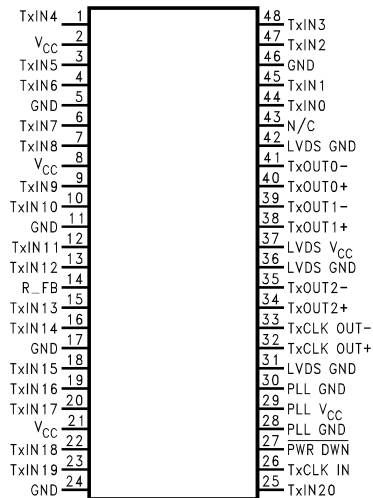 TxIN4 1
VCC 2
TxIN5 3
TxIN6 4
GND 5
TxIN7 6
TxIN8 7
VCC 8
TxIN9 9
TxIN10 10
GND 11
TxIN11 12
TxIN12 13
R_FB 14
TxIN13 15
TxIN14 16
GND 17
TxIN15 18
TxIN16 19
TxIN17 20
VCC 21
TxIN18 22
TxIN19 23
GND 24
48 TxIN3
47 TxIN2
46 GND
45 TxIN1
44 TxIN0
43 N/C
42 LVDS GND
41 TxOUT0-
40 TxOUT0+
39 TxOUT1-
38 TxOUT1+
37 LVDS VCC
36 LVDS GND
35 TxOUT2-
34 TxOUT2+
33 TxCLK OUT-
32 TxCLK OUT+
31 LVDS GND
30 PLL GND
29 PLL VCC
28 PLL GND
27 PWR DWN
26 TxCLK IN
25 TxIN20